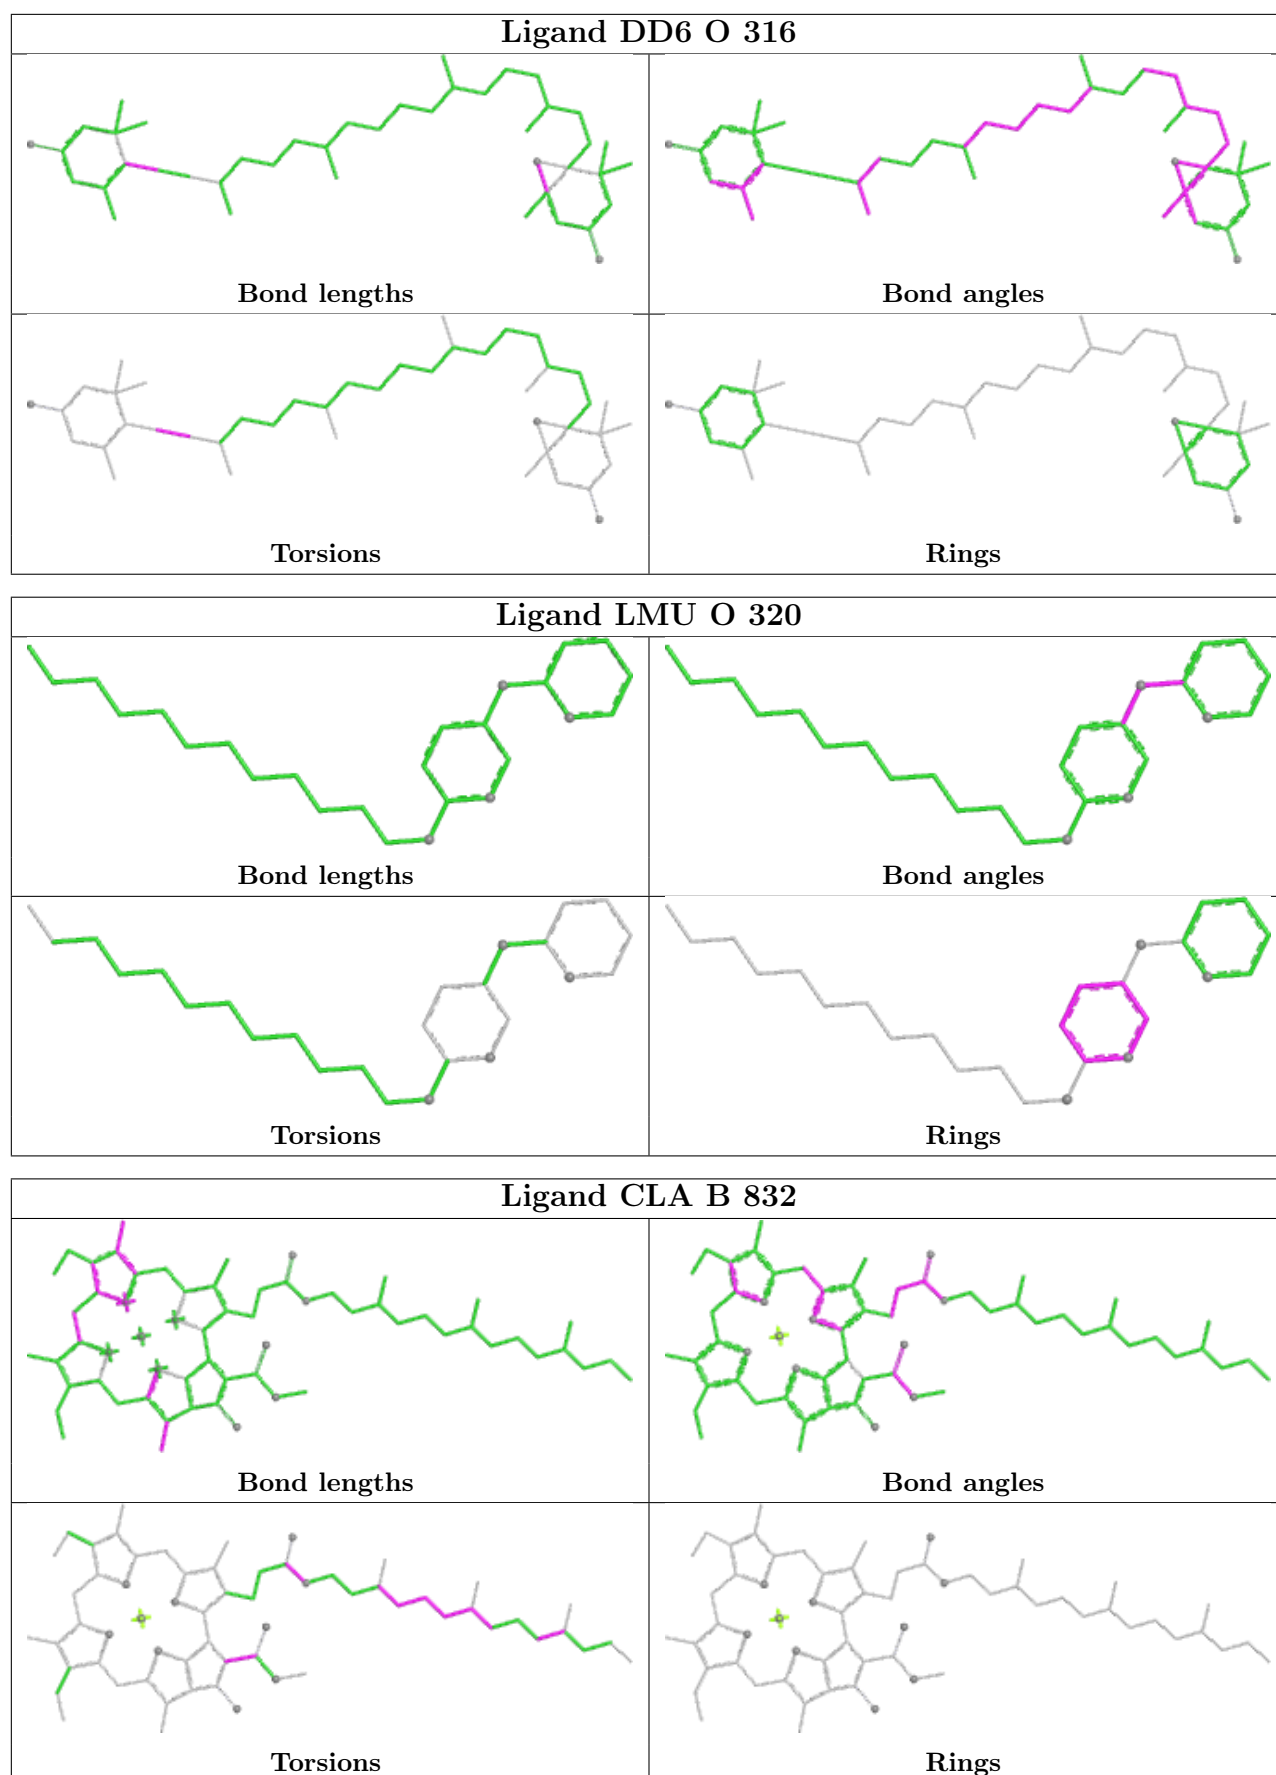 Ligand DD6 O 316
Bond lengths
Bond angles
Torsions
Rings
Ligand LMU O 320
Bond lengths
Bond angles
Torsions
Rings
Ligand CLA B 832
Bond lengths
Bond angles
Torsions
Rings